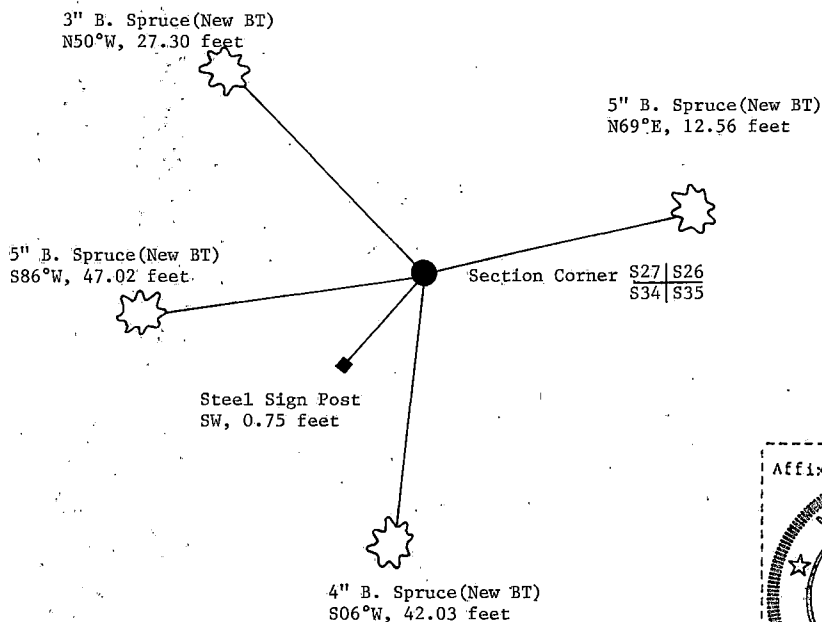 3" B. Spruce(New BT)
N50°W, 27.30 feet
5" B. Spruce(New BT)
N69°E, 12.56 feet
5" B. Spruce(New BT)
S86°W, 47.02 feet
Section Corner S27|S26
S34|S35
Steel Sign Post
SW, 0.75 feet
4" B. Spruce(New BT)
S06°W, 42.03 feet